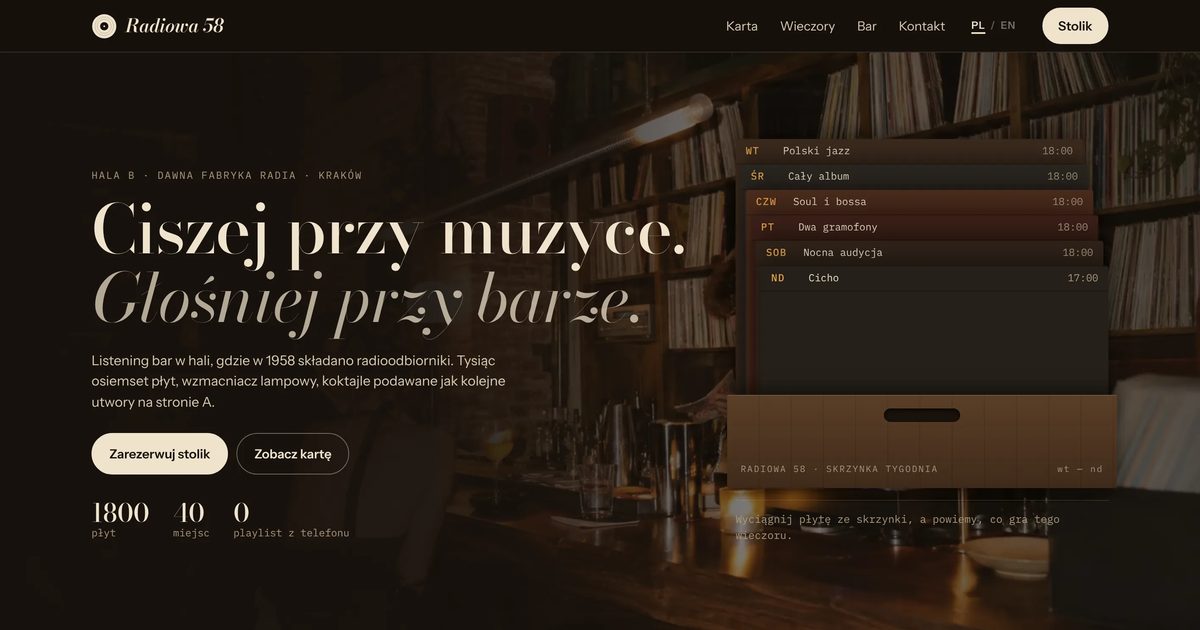 Radiowa 58
Karta
Wieczory
Bar
Kontakt
PL / EN
Stolik
HALA B · DAWNA FABRYKA RADIA · KRAKÓW
Ciszej przy muzyce.
Głośniej przy barze.
Listening bar w hali, gdzie w 1958 składano radioodbiorniki. Tysiąc
osiemset płyt, wzmacniacz lampowy, koktajle podawane jak kolejne
utwory na stronie A.
Zarezerwuj stolik
Zobacz kartę
1800
płyt
40
miejsc
0
playlist z telefonu
WT Polski jazz 18:00
ŚR Cały album 18:00
CZW Soul i bossa 18:00
PT Dwa gramofony 18:00
SOB Nocna audycja 18:00
ND Cicho 17:00
RADIOWA 58 · SKRZYNKA TYGODNIA wt — nd
Wyciągnij płytę ze skrzynki, a powiemy, co gra tego
wieczoru.